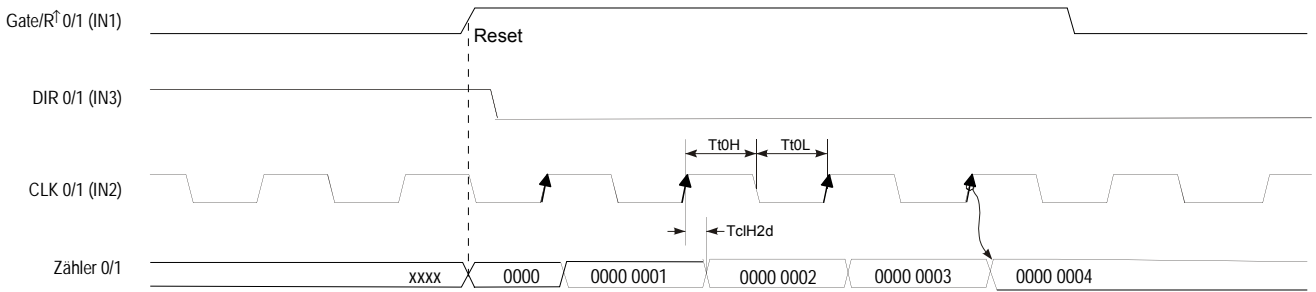 Gate/R↑ 0/1 (IN1)
Reset
DIR 0/1 (IN3)
Tt0H
Tt0L
CLK 0/1 (IN2)
TclH2d
Zähler 0/1
xxxx
0000
0000 0001
0000 0002
0000 0003
0000 0004